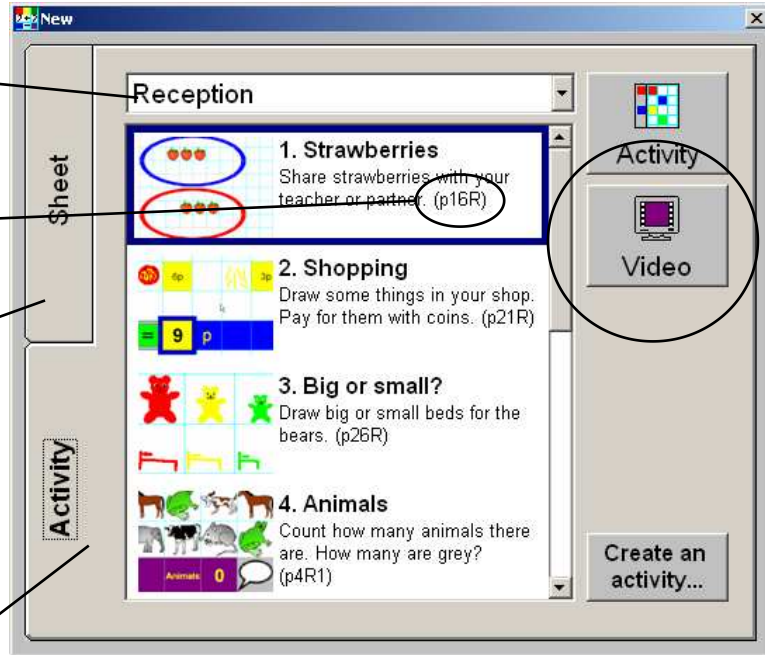 New
Sheet
Activity
Reception
1. Strawberries
Share strawberries with your
teacher or partner. (p16R)
6p
3p
= 9 p
2. Shopping
Draw some things in your shop.
Pay for them with coins. (p21R)
3. Big or small?
Draw big or small beds for the
bears. (p26R)
Animals 0
4. Animals
Count how many animals there
are. How many are grey?
(p4R1)
Activity
Video
Create an
activity...